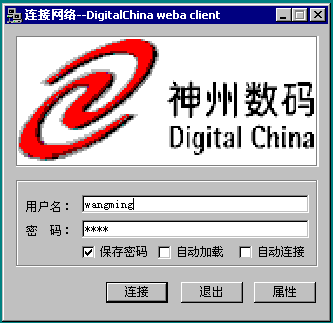 连接网络--DigitalChina weba client
神州数码
Digital China
用户名： wangming
密　码： ****
保存密码 自动加载 自动连接
连接 退出 属性